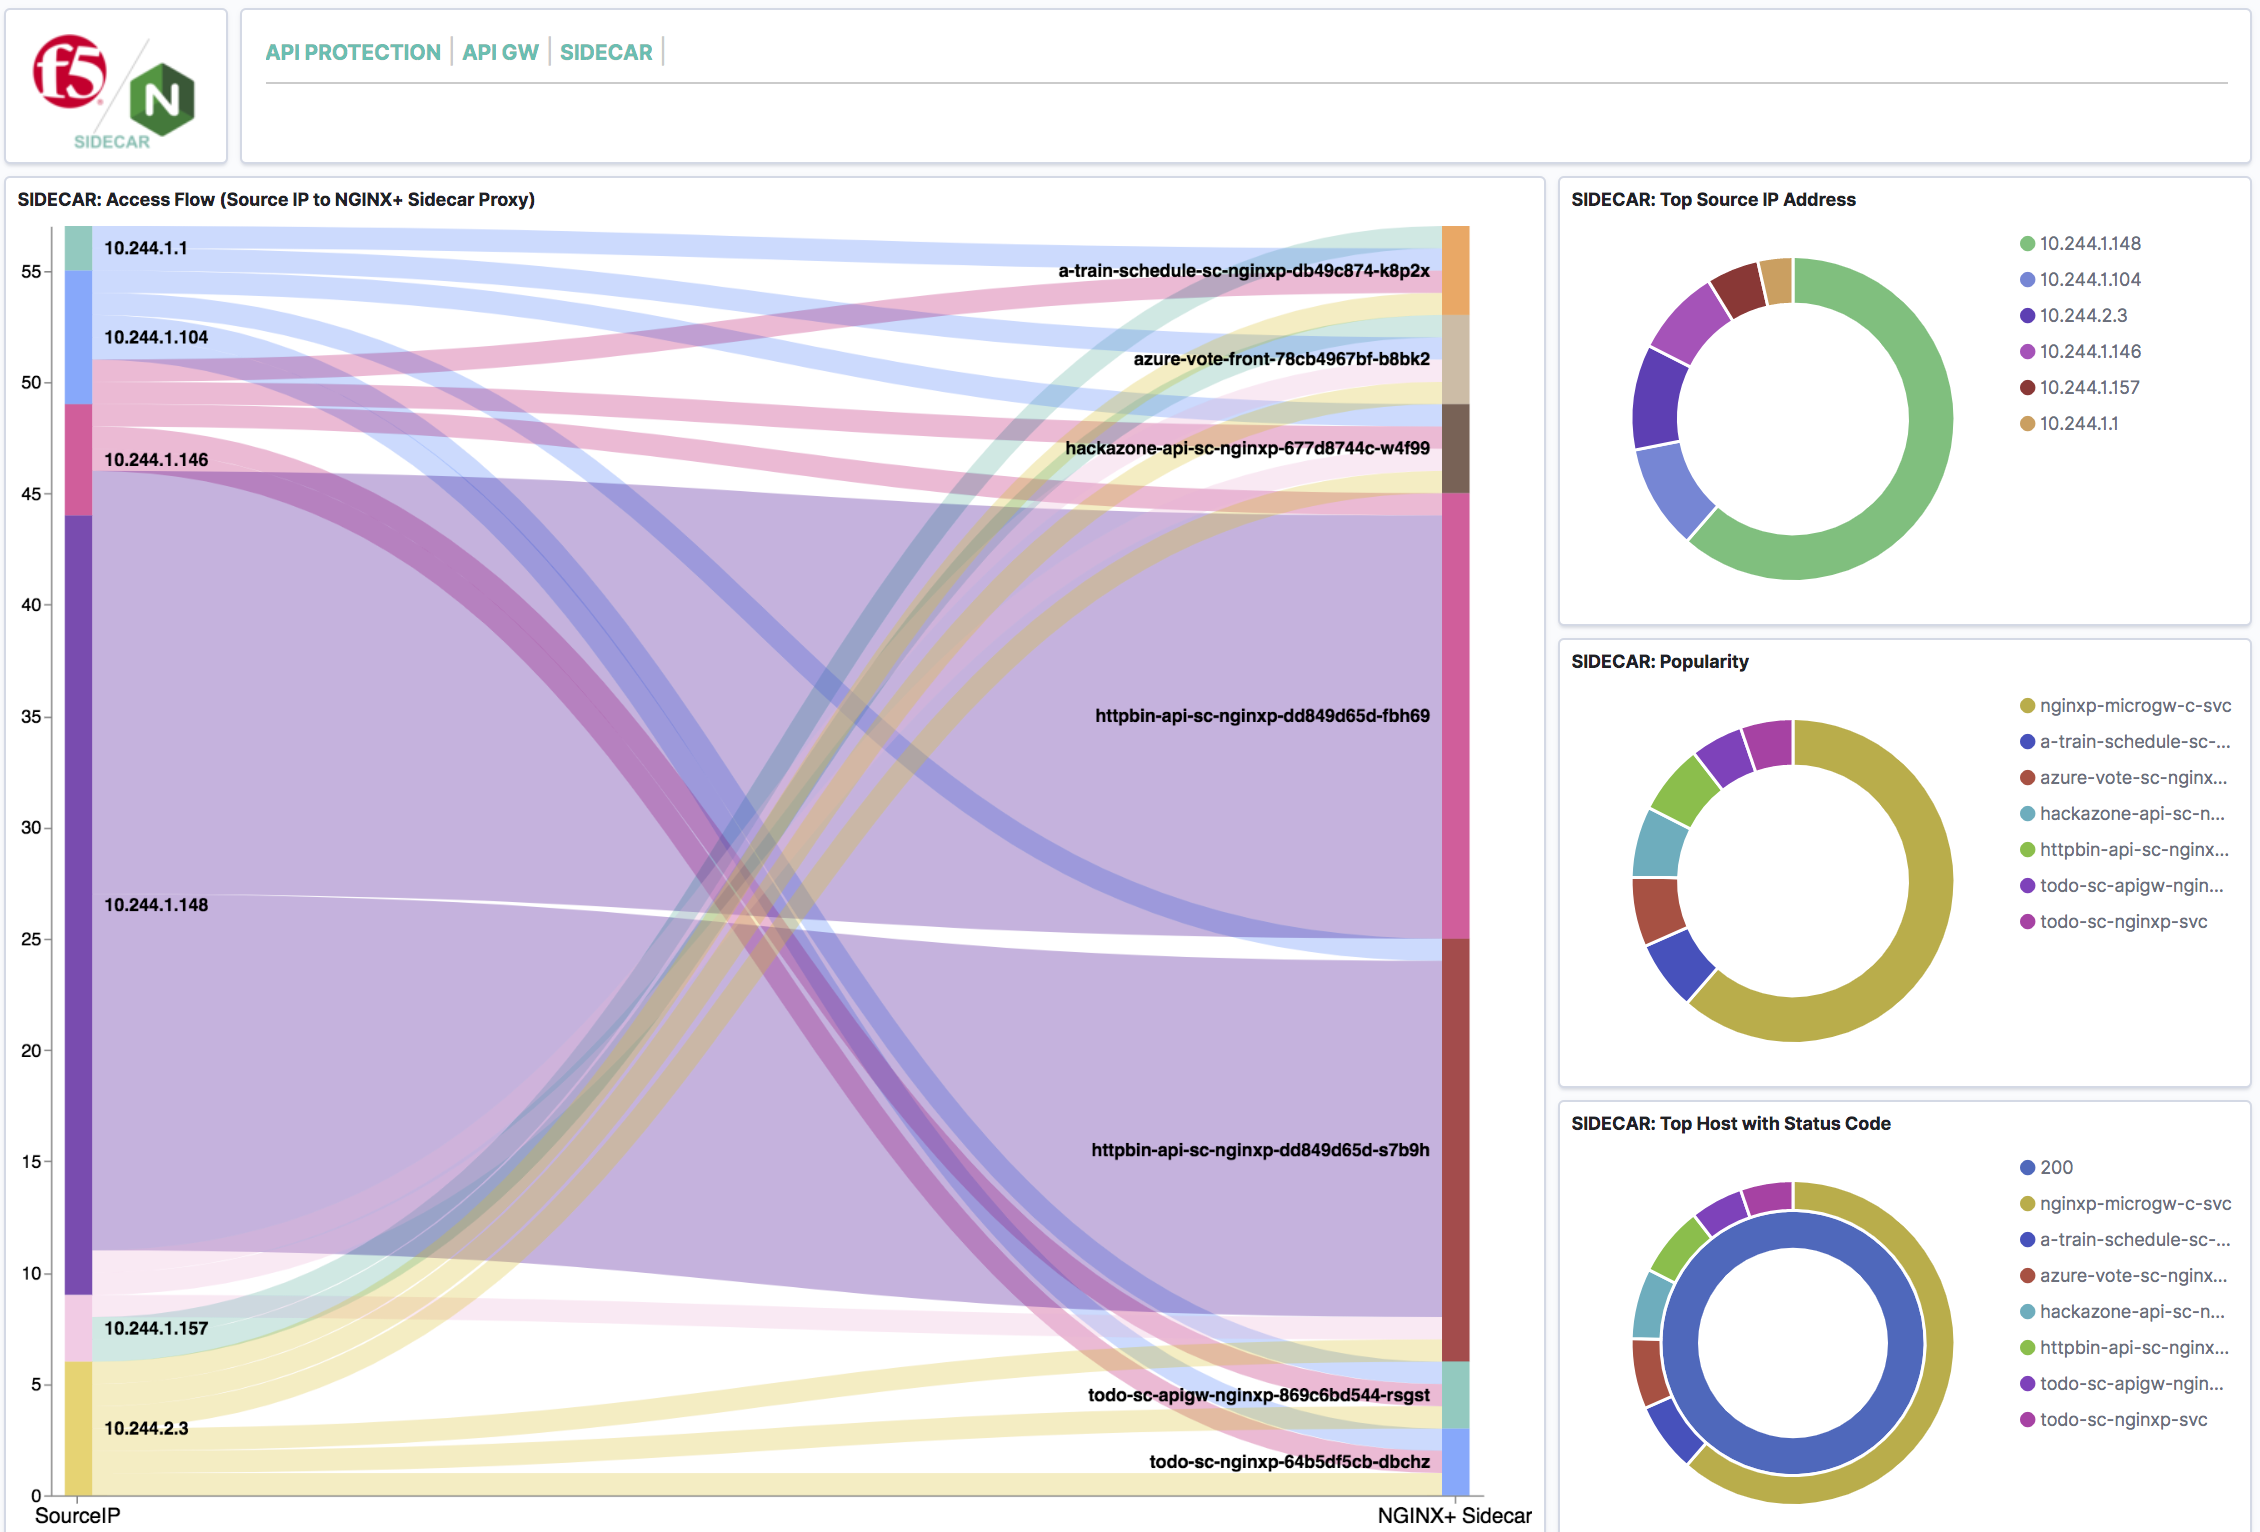 f5
N
SIDECAR
API PROTECTION | API GW | SIDECAR |
SIDECAR: Access Flow (Source IP to NGINX+ Sidecar Proxy)
55
50
45
40
35
30
25
20
15
10
5
0
10.244.1.1
10.244.1.104
10.244.1.146
10.244.1.148
10.244.1.157
10.244.2.3
a-train-schedule-sc-nginxp-db49c874-k8p2x
azure-vote-front-78cb4967bf-b8bk2
hackazone-api-sc-nginxp-677d8744c-w4f99
httpbin-api-sc-nginxp-dd849d65d-fbh69
httpbin-api-sc-nginxp-dd849d65d-s7b9h
todo-sc-apigw-nginxp-869c6bd544-rsgst
todo-sc-nginxp-64b5df5cb-dbchz
SourceIP
NGINX+ Sidecar
SIDECAR: Top Source IP Address
10.244.1.148
10.244.1.104
10.244.2.3
10.244.1.146
10.244.1.157
10.244.1.1
SIDECAR: Popularity
nginxp-microgw-c-svc
a-train-schedule-sc-...
azure-vote-sc-nginx...
hackazone-api-sc-n...
httpbin-api-sc-nginx...
todo-sc-apigw-ngin...
todo-sc-nginxp-svc
SIDECAR: Top Host with Status Code
200
nginxp-microgw-c-svc
a-train-schedule-sc-...
azure-vote-sc-nginx...
hackazone-api-sc-n...
httpbin-api-sc-nginx...
todo-sc-apigw-ngin...
todo-sc-nginxp-svc